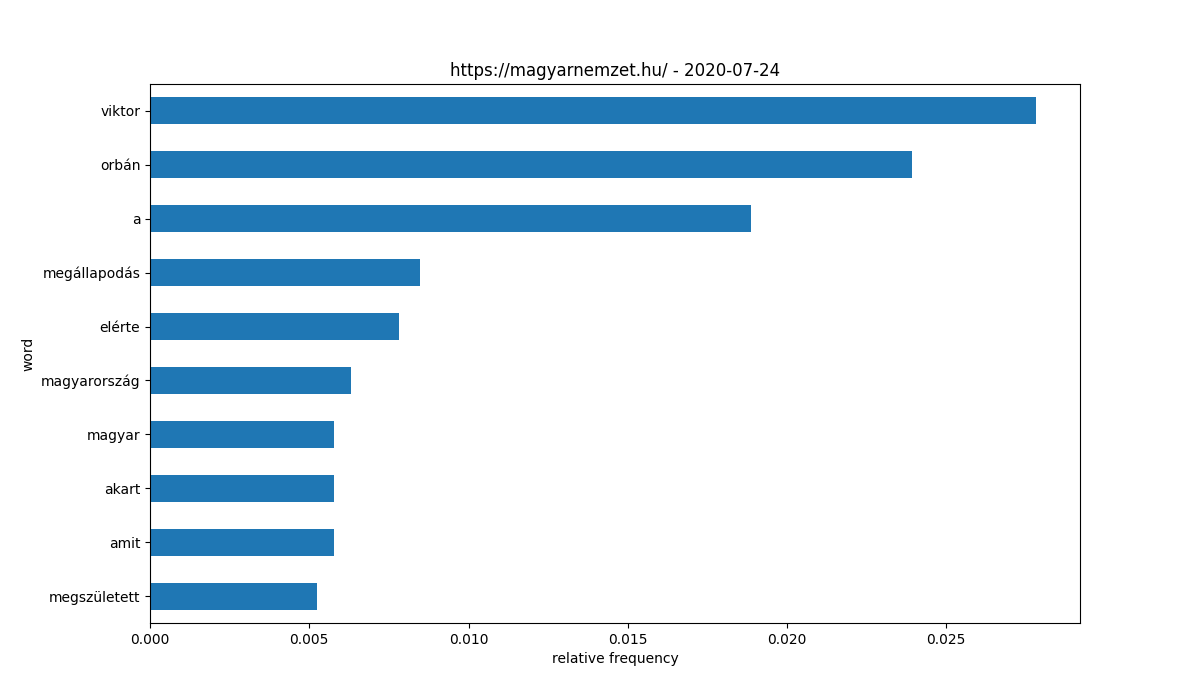 https://magyarnemzet.hu/ - 2020-07-24
viktor
orbán
a
megállapodás
elérte
magyarország
magyar
akart
amit
megszületett
word
0.000 0.005 0.010 0.015 0.020 0.025
relative frequency